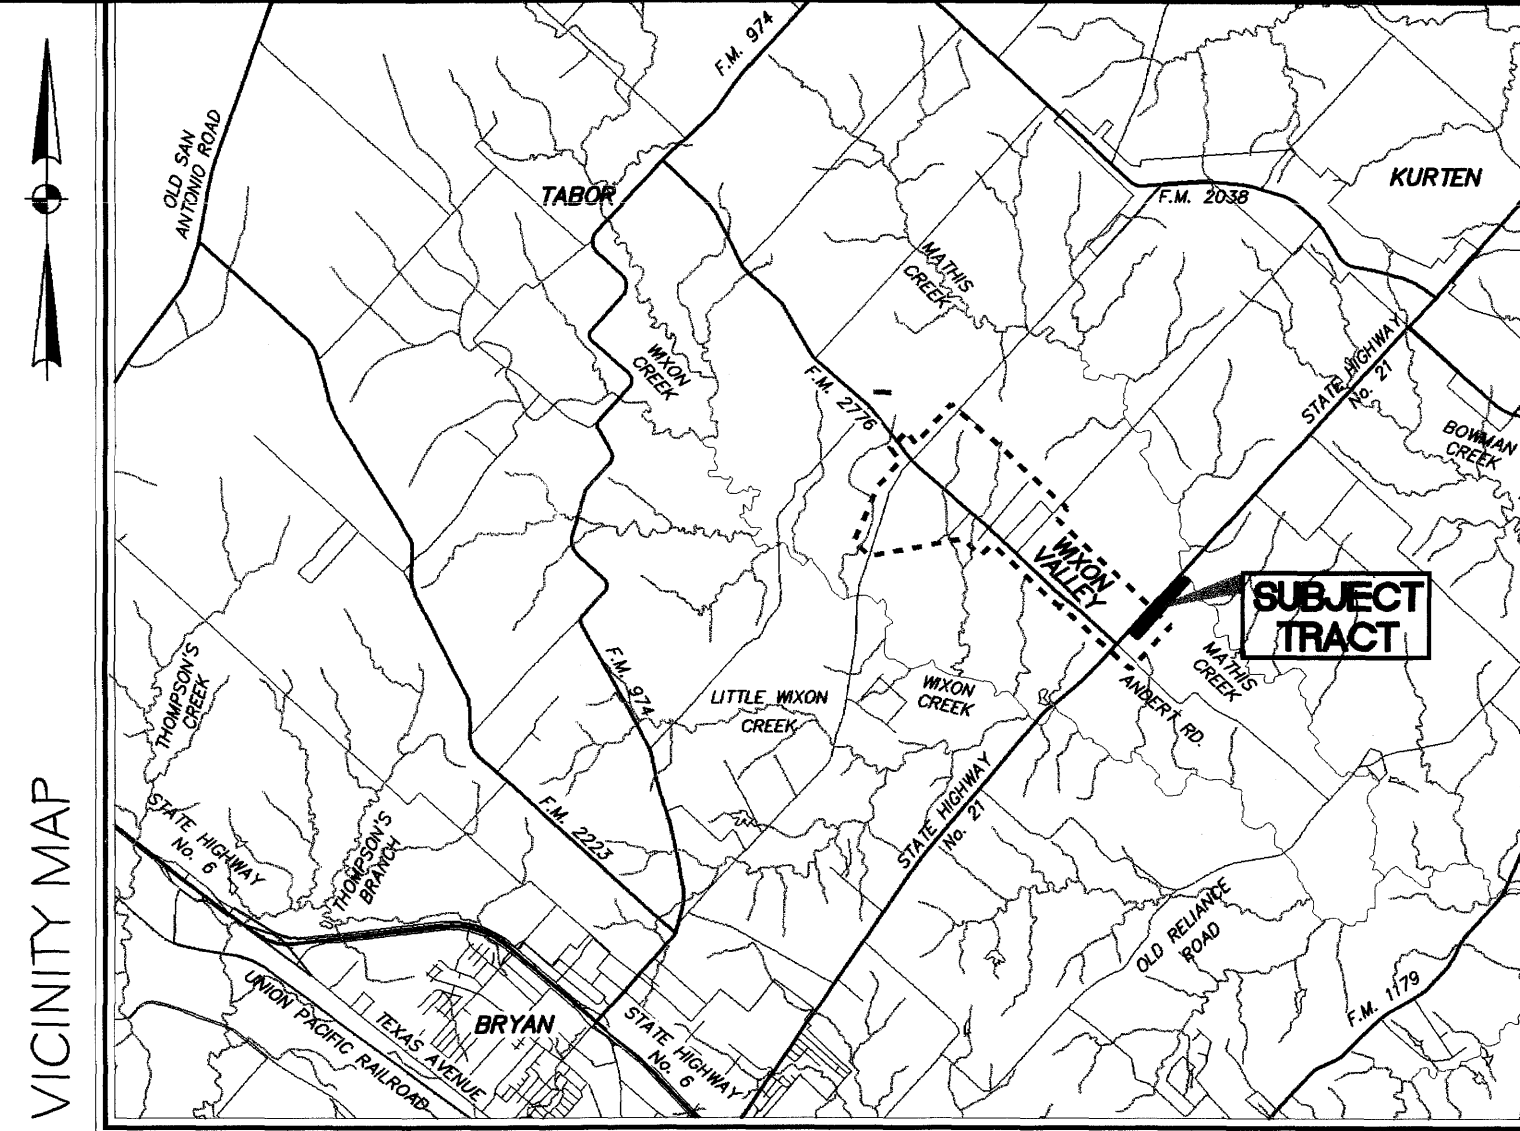 VICINITY MAP
OLD SAN
ANTONIO ROAD
F.M. 974
TABOR
KURTEN
F.M. 2038
MATHIS
CREEK
WIXON
CREEK
F.M. 2776
STATE HIGHWAY
No. 21
BOWMAN
CREEK
WIXON
VALLEY
SUBJECT
TRACT
THOMPSON'S
CREEK
F.M. 974
LITTLE WIXON
CREEK
WIXON
CREEK
MATHIS
CREEK
ANDERT RD.
STATE HIGHWAY
No. 21
STATE HIGHWAY
No. 6
THOMPSON'S
BRANCH
F.M. 2223
OLD RELIANCE
ROAD
F.M. 1179
UNION PACIFIC RAILROAD
TEXAS AVENUE
BRYAN
STATE HIGHWAY
No. 6